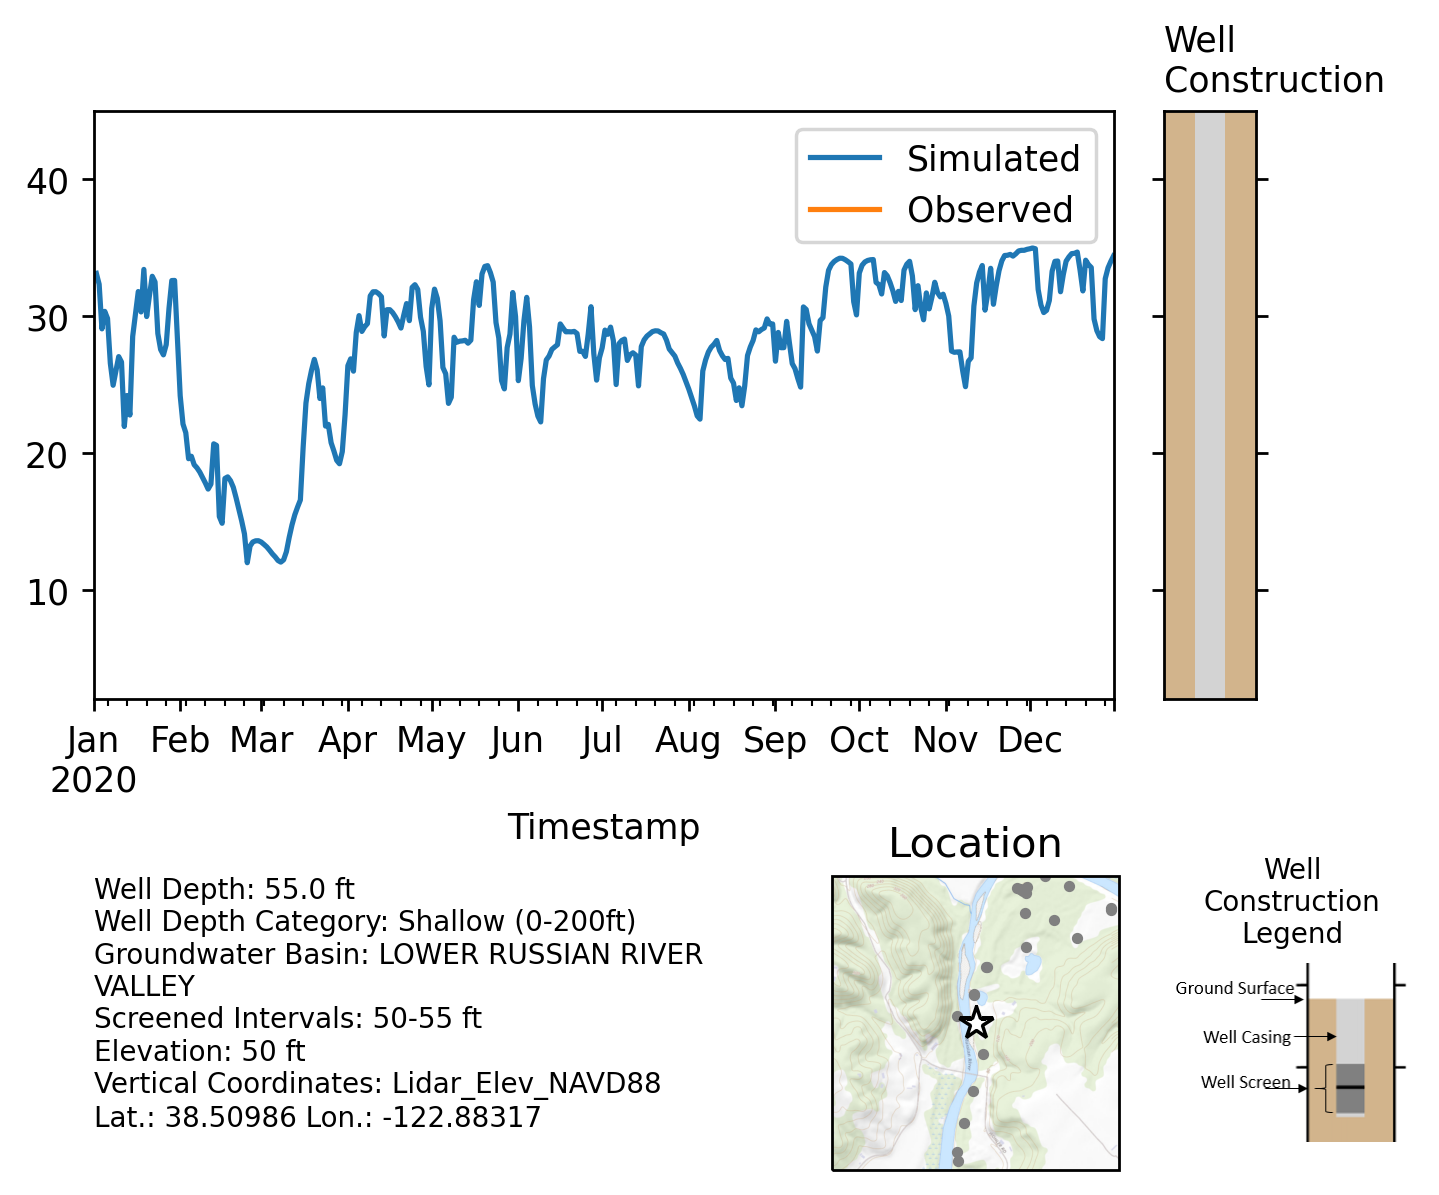 Well
Construction
Simulated
Observed
40
30
20
10
Jan Feb Mar Apr May Jun Jul Aug Sep Oct Nov Dec
2020
Timestamp
Well Depth: 55.0 ft
Well Depth Category: Shallow (0-200ft)
Groundwater Basin: LOWER RUSSIAN RIVER
VALLEY
Screened Intervals: 50-55 ft
Elevation: 50 ft
Vertical Coordinates: Lidar_Elev_NAVD88
Lat.: 38.50986 Lon.: -122.88317
Location
Well
Construction
Legend
Ground Surface
Well Casing
Well Screen